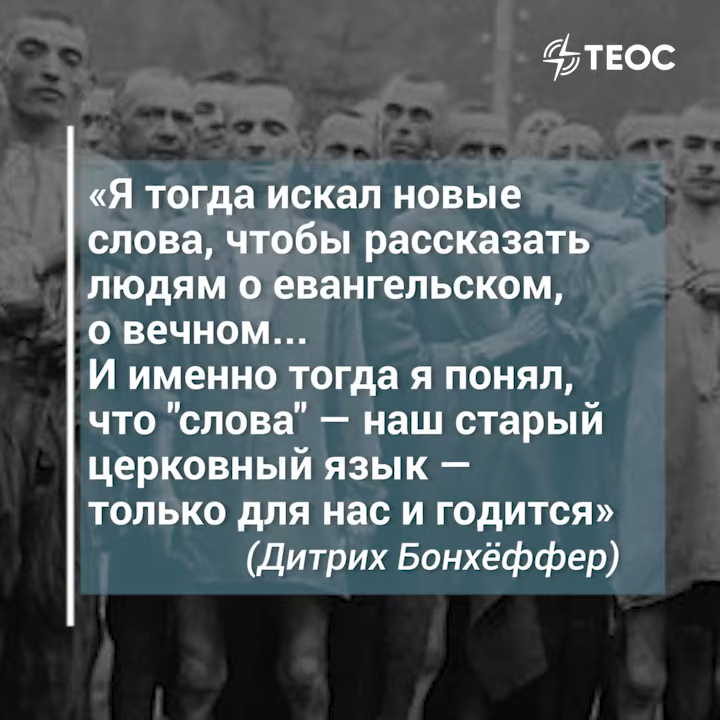 ТЕОС
«Я тогда искал новые
слова, чтобы рассказать
людям о евангельском,
о вечном...
И именно тогда я понял,
что "слова" — наш старый
церковный язык —
только для нас и годится»
(Дитрих Бонхёффер)